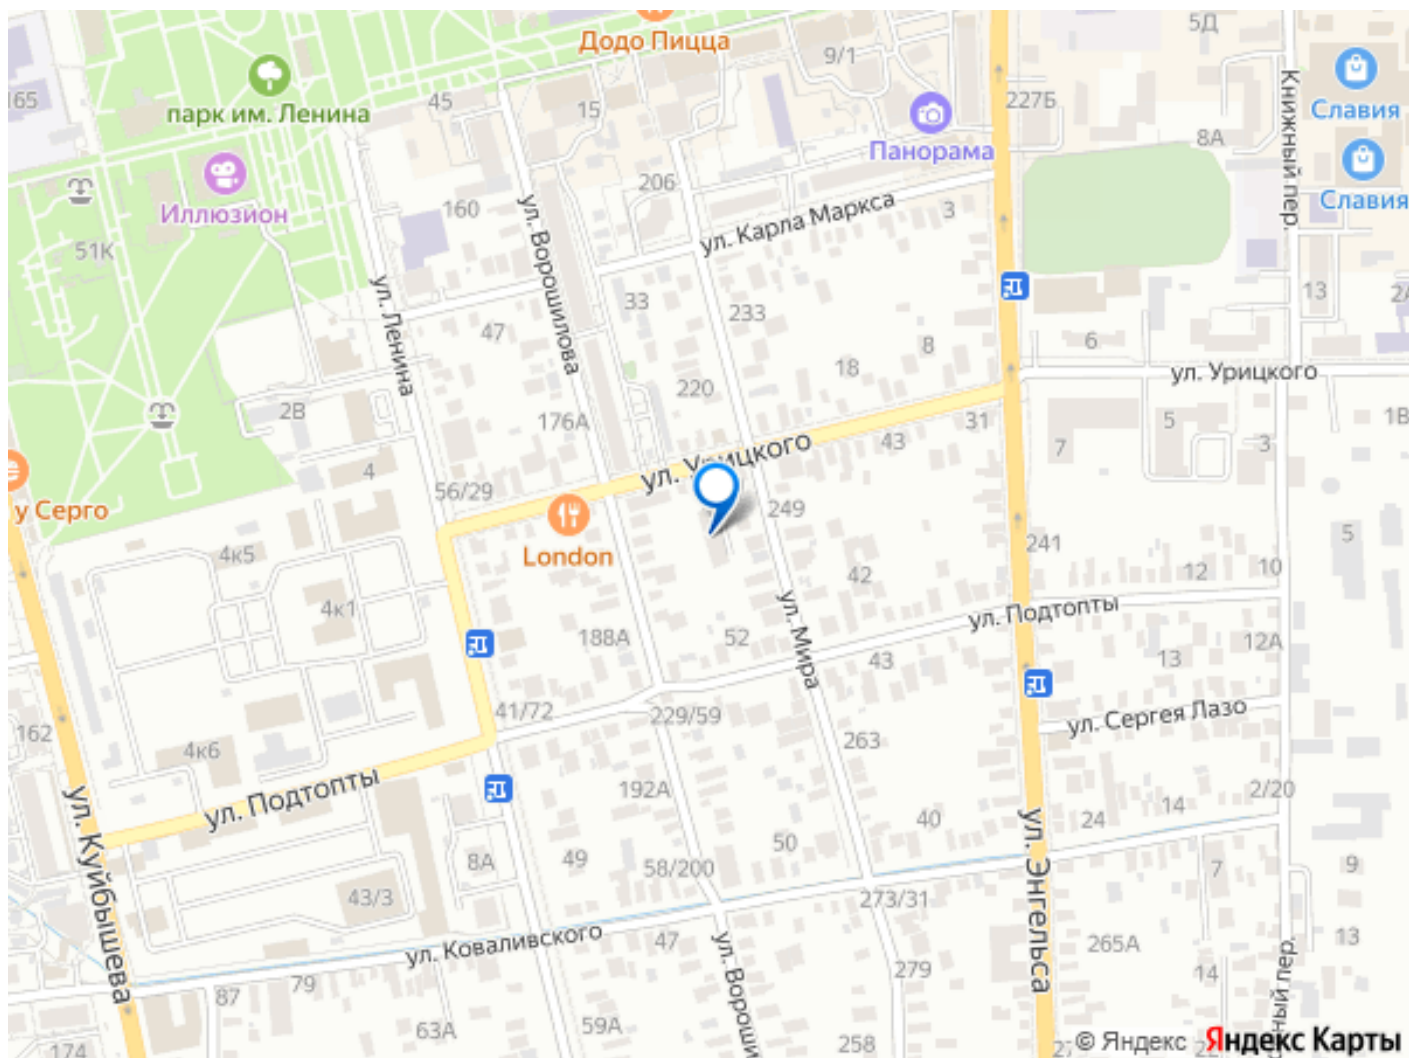 Додо Пицца
5Д
9/1
165
парк им. Ленина
45
15
227Б
Книжный пер.
Славия
8А
Панорама
Славия
Иллюзион
160
206
3
51К
ул. Ворошилова
ул. Карла Маркса
ул. Ленина
33
233
13
47
8
6
18
ул. Урицкого
220
2В
176А
31
43
5
7
3
1В
4
56/29
ул. Урицкого
у Серго
249
London
4к5
241
5
10
12
42
4к1
ул. Мира
ул. Подтопты
188А
52
12А
43
13
41/72
229/59
ул. Сергея Лазо
162
4к6
263
192А
2/20
14
ул. Подтопты
24
40
ул. Куйбышева
50
ул. Энгельса
49
58/200
8А
7
9
43/3
273/31
ул. Коваливского
47
265А
13
ул. Вороши
279
14
79
87
63А
59А
258
174
ный пер.
© Яндекс Яндекс Карты